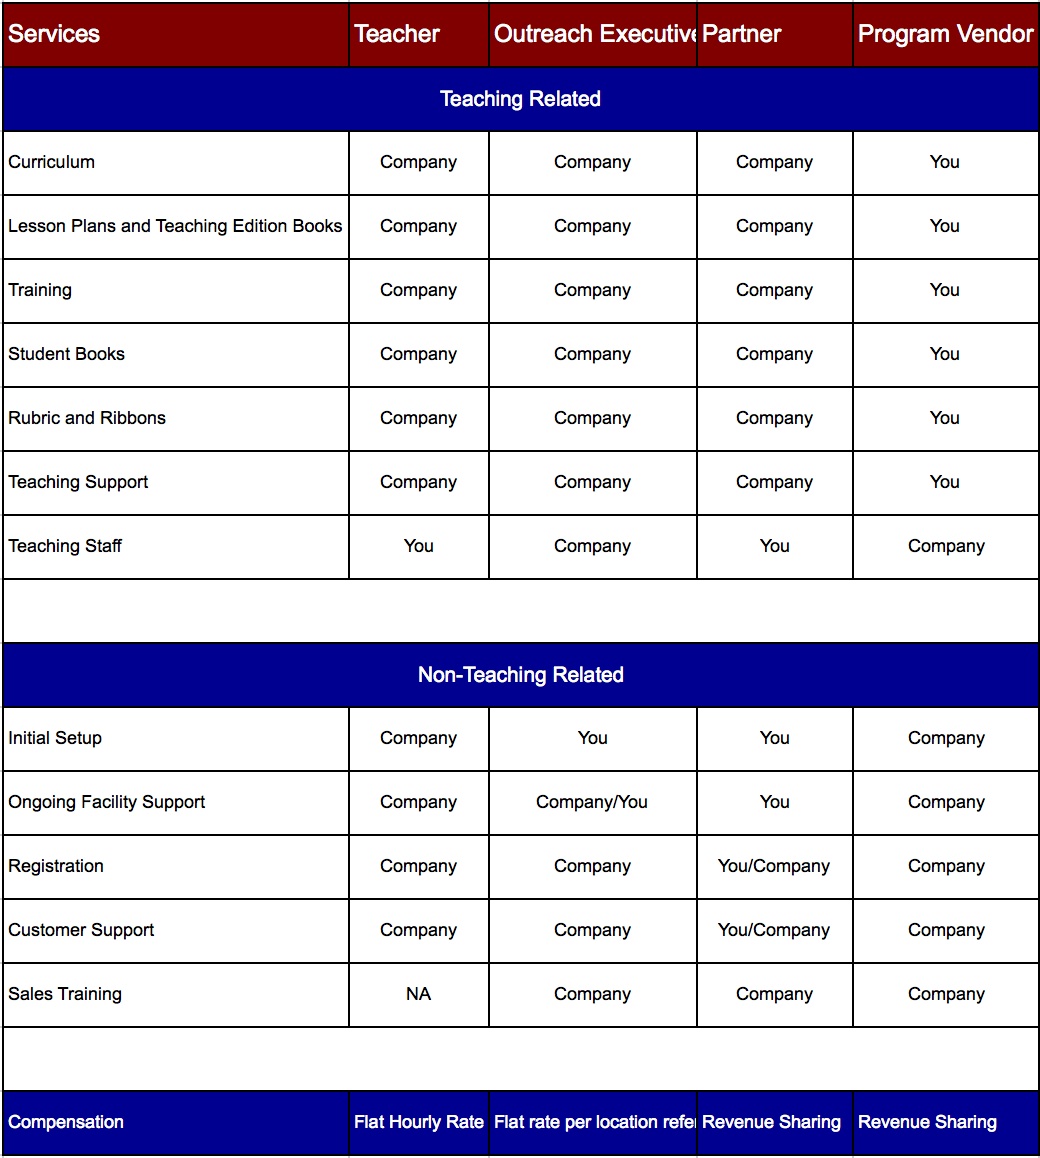 Services Teacher Outreach Executive Partner Program Vendor
Teaching Related
Curriculum Company Company Company You
Lesson Plans and Teaching Edition Books Company Company Company You
Training Company Company Company You
Student Books Company Company Company You
Rubric and Ribbons Company Company Company You
Teaching Support Company Company Company You
Teaching Staff You Company You Company
Non-Teaching Related
Initial Setup Company You You Company
Ongoing Facility Support Company Company/You You Company
Registration Company Company You/Company Company
Customer Support Company Company You/Company Company
Sales Training NA Company Company Company
Compensation Flat Hourly Rate Flat rate per location Revenue Sharing Revenue Sharing